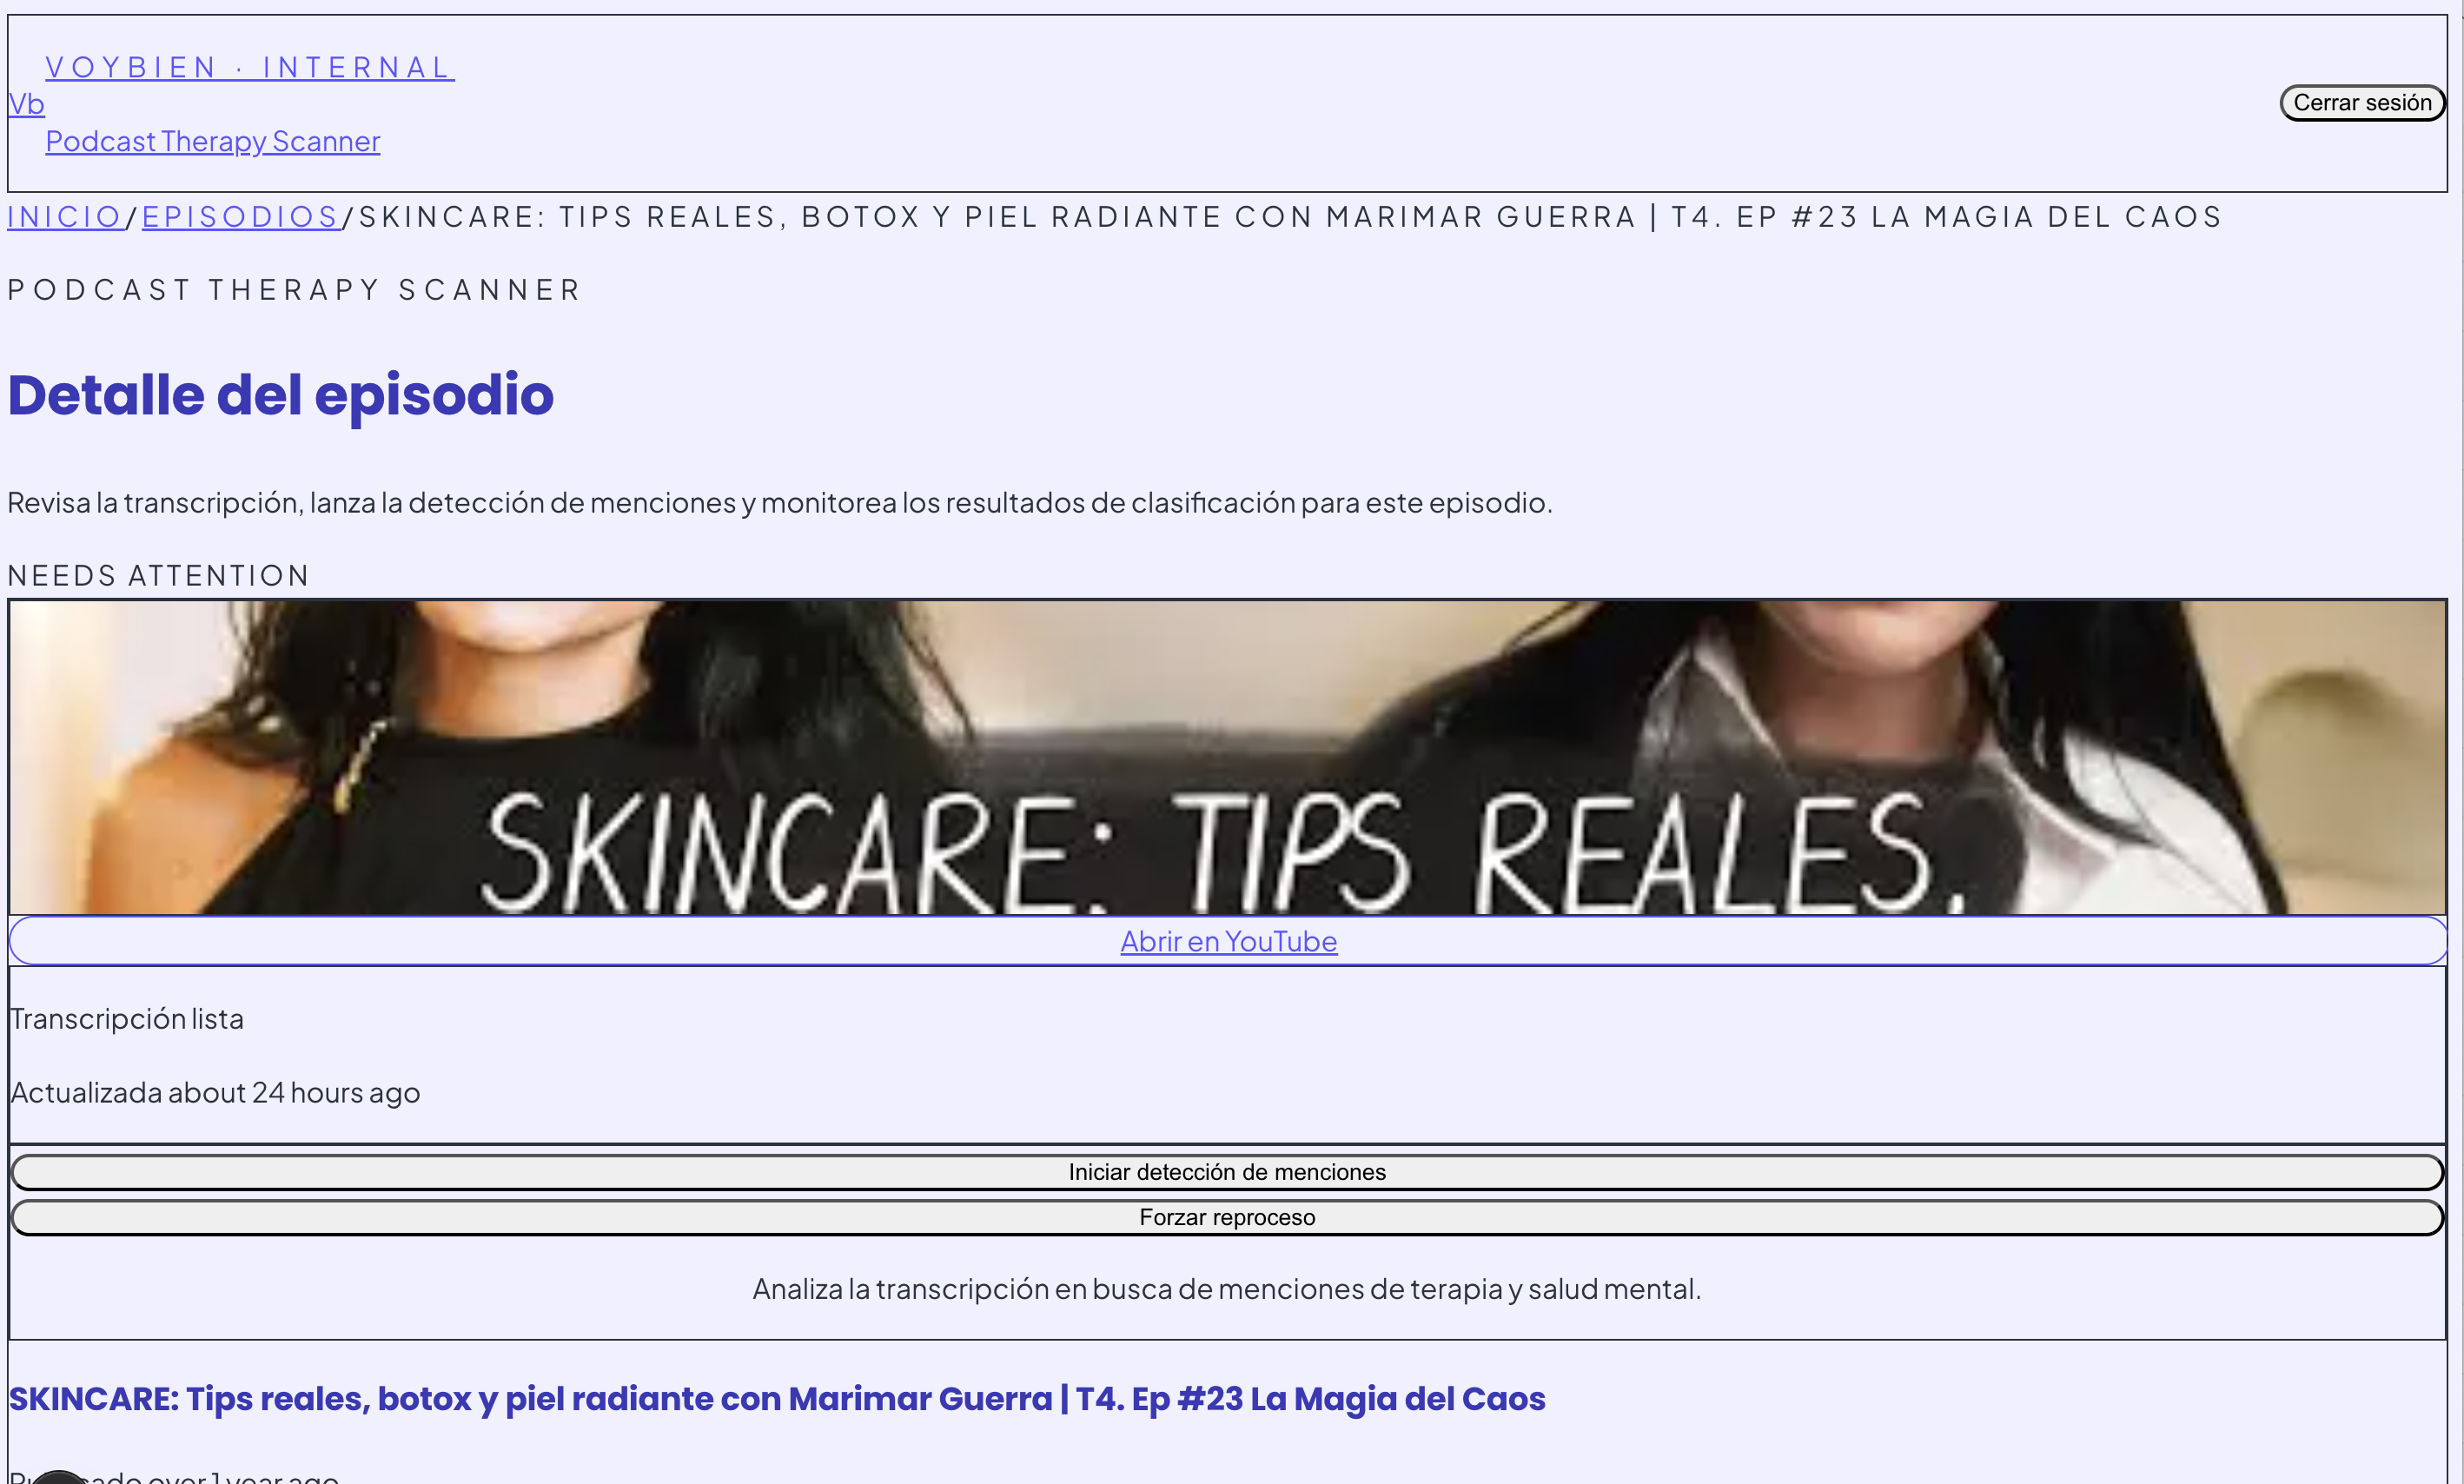 VOYBIEN · INTERNAL
Vb
Podcast Therapy Scanner
Cerrar sesión
INICIO/EPISODIOS/SKINCARE: TIPS REALES, BOTOX Y PIEL RADIANTE CON MARIMAR GUERRA | T4. EP #23 LA MAGIA DEL CAOS
PODCAST THERAPY SCANNER
Detalle del episodio
Revisa la transcripción, lanza la detección de menciones y monitorea los resultados de clasificación para este episodio.
NEEDS ATTENTION
SKINCARE: TIPS REALES,
Abrir en YouTube
Transcripción lista
Actualizada about 24 hours ago
Iniciar detección de menciones
Forzar reproceso
Analiza la transcripción en busca de menciones de terapia y salud mental.
SKINCARE: Tips reales, botox y piel radiante con Marimar Guerra | T4. Ep #23 La Magia del Caos
over 1 year ago